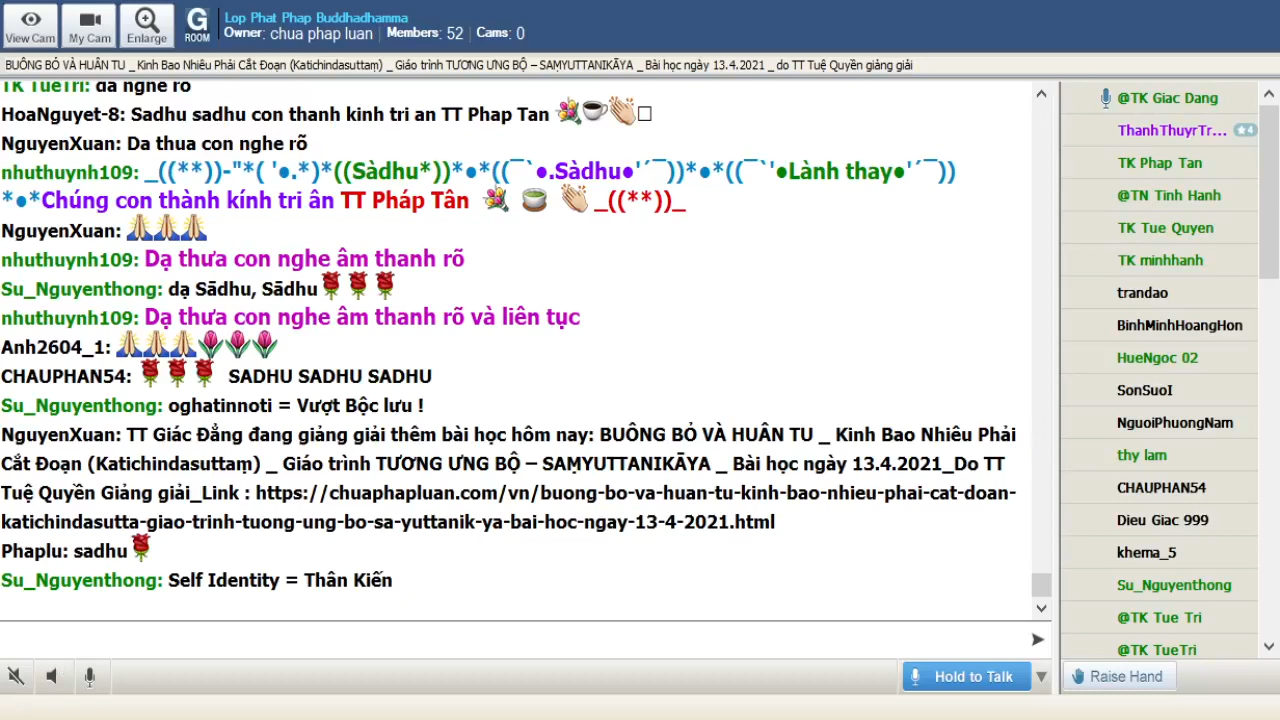 View Cam
My Cam
Enlarge
G
ROOM
Lop Phat Phap Buddhadhamma
Owner: chua phap luan Members: 52 Cams: 0
BUÔNG BỎ VÀ HUÂN TU _ Kinh Bao Nhiêu Phải Cắt Đoạn (Katichindasuttaṃ) _ Giáo trình TƯƠNG ƯNG BỘ – SAṂYUTTANIKĀYA _ Bài học ngày 13.4.2021 _ do TT Tuệ Quyền giảng giải
TK TueTri: da nghe ro
HoaNguyet-8: Sadhu sadhu con thanh kinh tri an TT Phap Tan
NguyenXuan: Da thua con nghe rõ
nhuthuynh109: _((**))-"*( '●.*)*((Sàdhu*))*●*((¯`●.Sàdhu●'´¯))*●*((¯`'●Lành thay●'´¯))
*●*Chúng con thành kính tri ân TT Pháp Tân _((**))_
NguyenXuan:
nhuthuynh109: Dạ thưa con nghe âm thanh rõ
Su_Nguyenthong: dạ Sādhu, Sādhu
nhuthuynh109: Dạ thưa con nghe âm thanh rõ và liên tục
Anh2604_1:
CHAUPHAN54: SADHU SADHU SADHU
Su_Nguyenthong: oghatinnoti = Vượt Bộc lưu !
NguyenXuan: TT Giác Đẳng đang giảng giải thêm bài học hôm nay: BUÔNG BỎ VÀ HUÂN TU _ Kinh Bao Nhiêu Phải
Cắt Đoạn (Katichindasuttaṃ) _ Giáo trình TƯƠNG ƯNG BỘ – SAṂYUTTANIKĀYA _ Bài học ngày 13.4.2021_Do TT
Tuệ Quyền Giảng giải_Link : https://chuaphapluan.com/vn/buong-bo-va-huan-tu-kinh-bao-nhieu-phai-cat-doan-
katichindasutta-giao-trinh-tuong-ung-bo-sa-yuttanik-ya-bai-hoc-ngay-13-4-2021.html
Phaplu: sadhu
Su_Nguyenthong: Self Identity = Thân Kiến
@TK Giac Dang
ThanhThuyrTr... 4
TK Phap Tan
@TN Tinh Hanh
TK Tue Quyen
TK minhhanh
trandao
BinhMinhHoangHon
HueNgoc 02
SonSuoI
NguoiPhuongNam
thy lam
CHAUPHAN54
Dieu Giac 999
khema_5
Su_Nguyenthong
@TK Tue Tri
@TK TueTri
Hold to Talk
Raise Hand